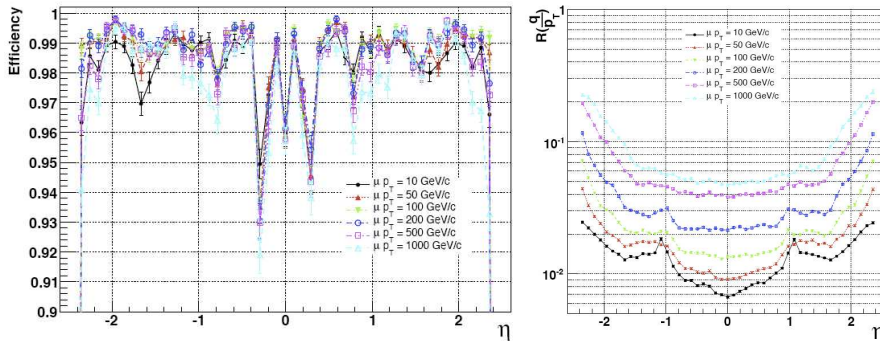 Efficiency
1
0.99
0.98
0.97
0.96
0.95
0.94
0.93
0.92
0.91
0.9
μ p_T = 10 GeV/c
μ p_T = 50 GeV/c
μ p_T = 100 GeV/c
μ p_T = 200 GeV/c
μ p_T = 500 GeV/c
μ p_T = 1000 GeV/c
-2 -1 0 1 2 η
R(q/p_T)
1
10^-1
10^-2
μ p_T = 10 GeV/c
μ p_T = 50 GeV/c
μ p_T = 100 GeV/c
μ p_T = 200 GeV/c
μ p_T = 500 GeV/c
μ p_T = 1000 GeV/c
-2 -1 0 1 2 η